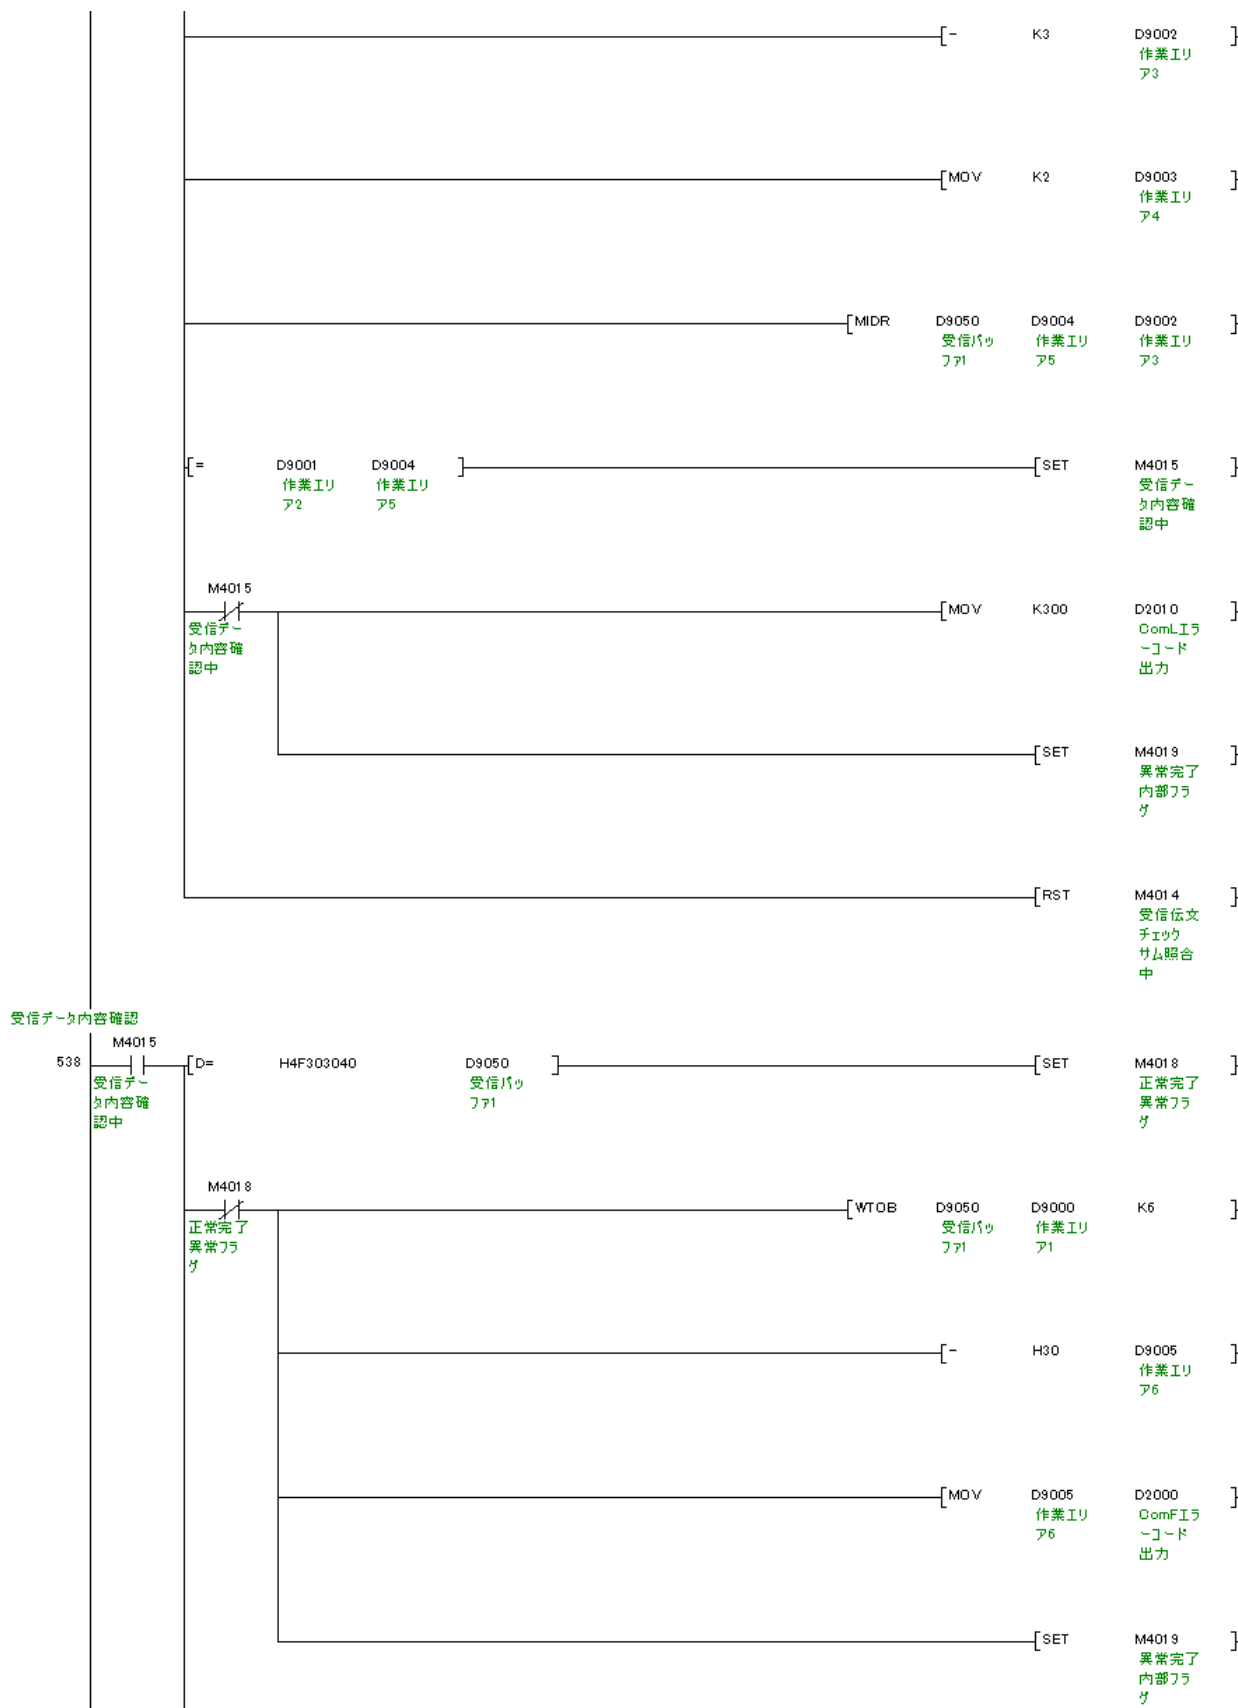 [- K3 D9002 ]
作業エリ
ア3
[MOV K2 D9003 ]
作業エリ
ア4
[MIDR D9050 D9004 D9002 ]
受信バッ 作業エリ 作業エリ
ファ1 ア5 ア3
[= D9001 D9004 ] [SET M4015 ]
作業エリ 作業エリ 受信デー
ア2 ア5 タ内容確
認中
M4015
[MOV K300 D2010 ]
受信デー ComLエラ
タ内容確 ーコード
認中 出力
[SET M4019 ]
異常完了
内部フラ
グ
[RST M4014 ]
受信伝文
チェック
サム照合
中
受信データ内容確認
M4015
538 [D= H4F303040 D9050 ] [SET M4018 ]
受信デー 受信バッ 正常完了
タ内容確 ファ1 異常フラ
認中 グ
M4018
[WTOB D9050 D9000 K6 ]
正常完了 受信バッ 作業エリ
異常フラ ファ1 ア1
グ
[- H30 D9005 ]
作業エリ
ア6
[MOV D9005 D2000 ]
作業エリ ComFエラ
ア6 ーコード
出力
[SET M4019 ]
異常完了
内部フラ
グ